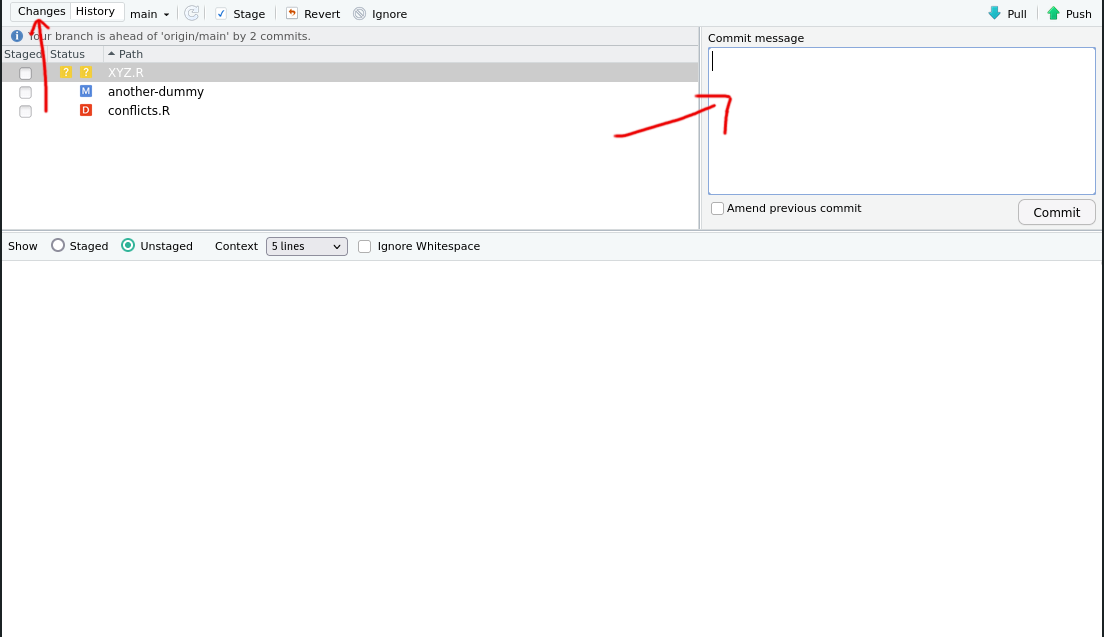 Changes History main Stage Revert Ignore Pull Push
Your branch is ahead of 'origin/main' by 2 commits.
Commit message
Staged Status Path
? ? XYZ.R
M another-dummy
D conflicts.R
Amend previous commit
Commit
Show Staged Unstaged Context 5 lines Ignore Whitespace